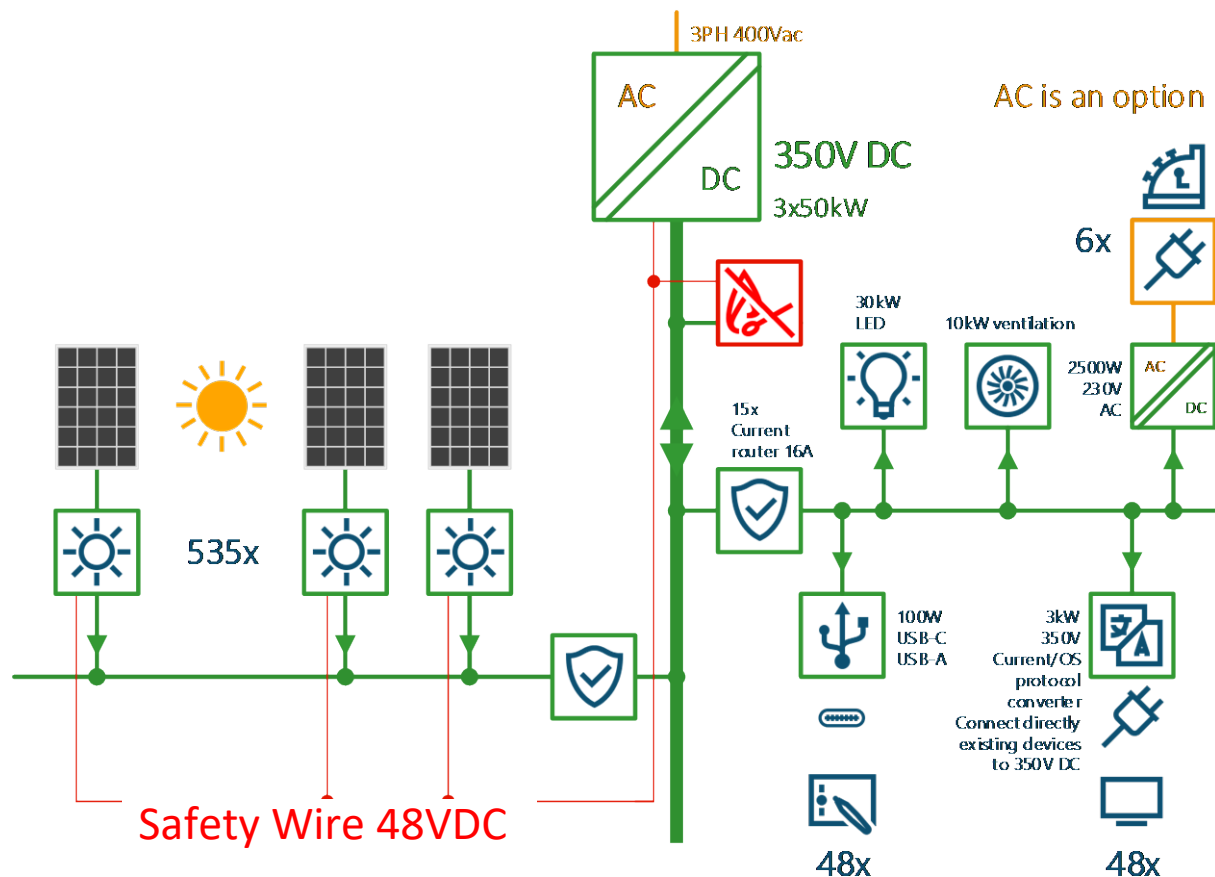 3PH 400Vac
AC
DC
350V DC
3x50kW
AC is an option
6x
30kW
LED
10kW ventilation
2500W
230V
AC
AC
DC
15x
Current
router 16A
535x
100W
USB-C
USB-A
3kW
350V
Current/OS
protocol
converter
Connect directly
existing devices
to 350V DC
文
A
Safety Wire 48VDC
48x
48x